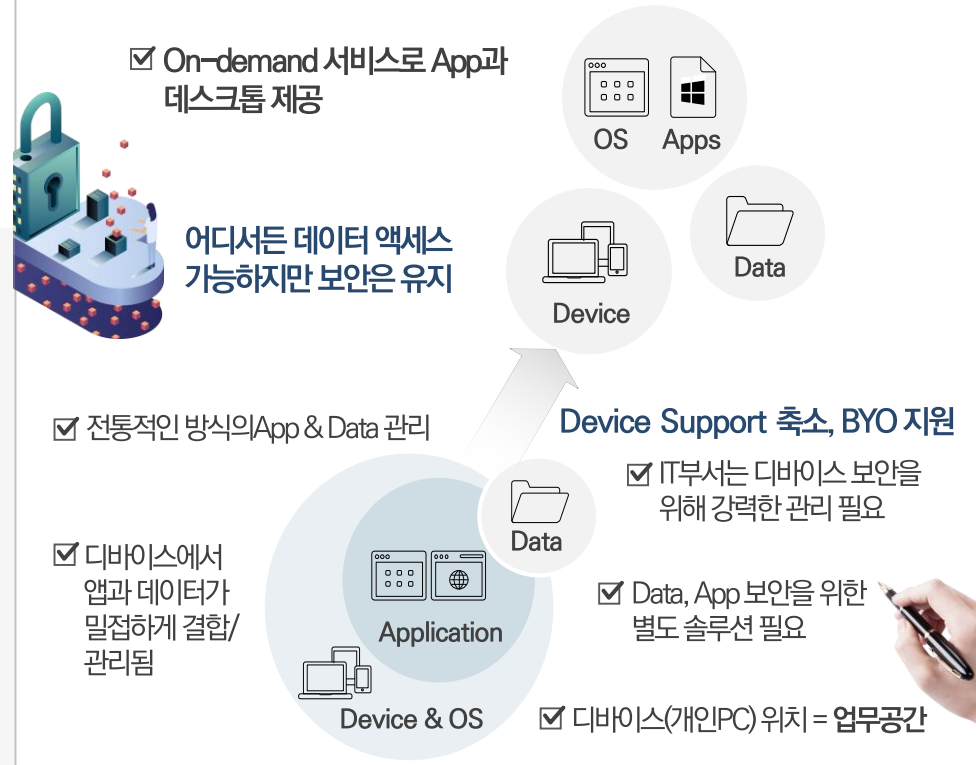 ☑ On-demand 서비스로 App과
데스크톱 제공
OS
Apps
어디서든 데이터 액세스
가능하지만 보안은 유지
Data
Device
☑ 전통적인 방식의App & Data 관리
Device Support 축소, BYO 지원
☑ IT부서는 디바이스 보안을
위해 강력한 관리 필요
Data
☑ 디바이스에서
앱과 데이터가
밀접하게 결합/
관리됨
Application
Device & OS
☑ Data, App 보안을 위한
별도 솔루션 필요
☑ 디바이스(개인PC) 위치 = 업무공간